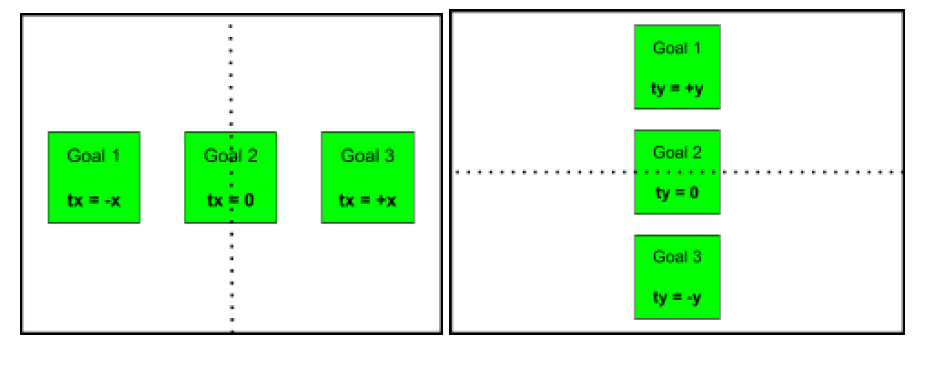 Goal 1
tx = -x
Goal 2
tx = 0
Goal 3
tx = +x
Goal 1
ty = +y
Goal 2
ty = 0
Goal 3
ty = -y